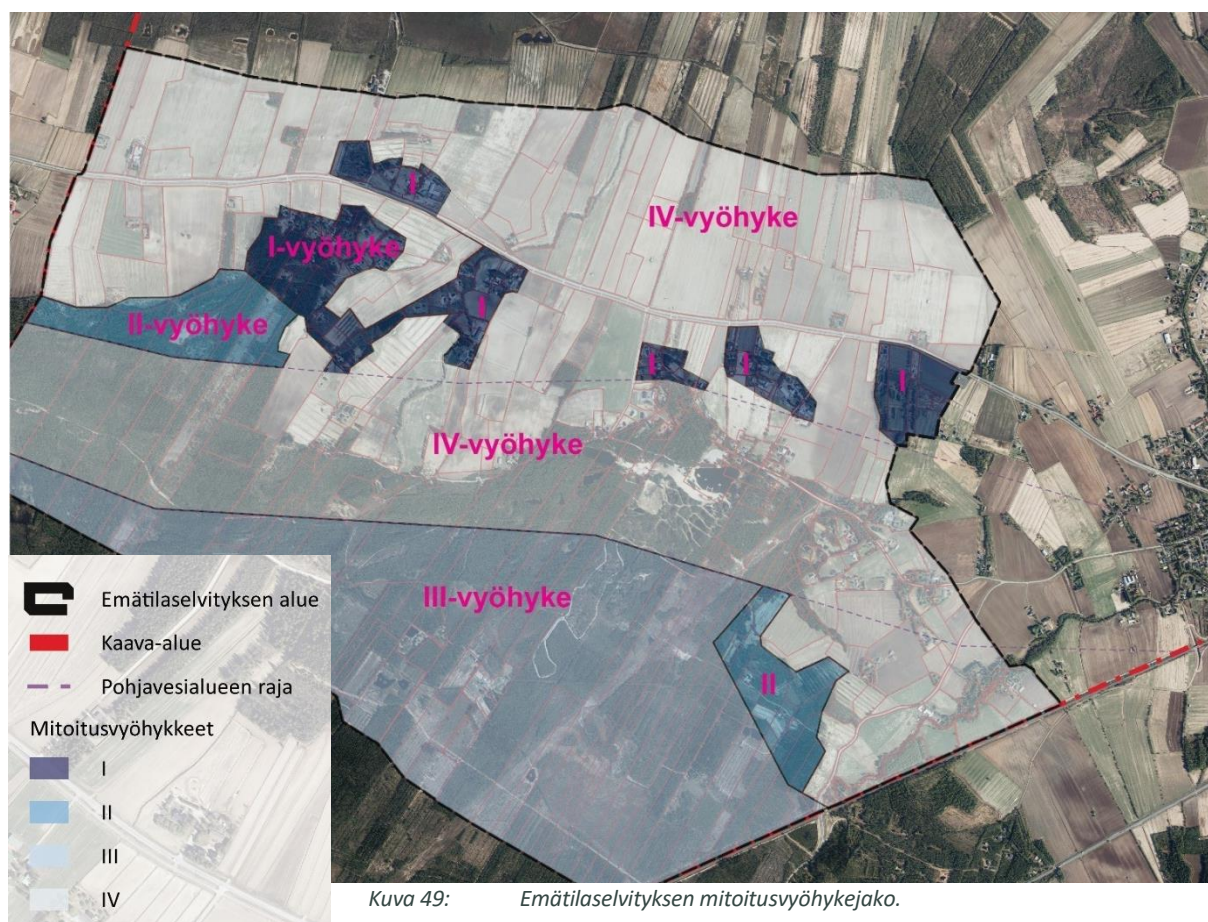 I
IV-vyöhyke
I-vyöhyke
I
II-vyöhyke
I
I
I
IV-vyöhyke
III-vyöhyke
II
Emätilaselvityksen alue
Kaava-alue
Pohjavesialueen raja
Mitoitusvyöhykkeet
I
II
III
IV
Kuva 49: Emätilaselvityksen mitoitusvyöhykejako.